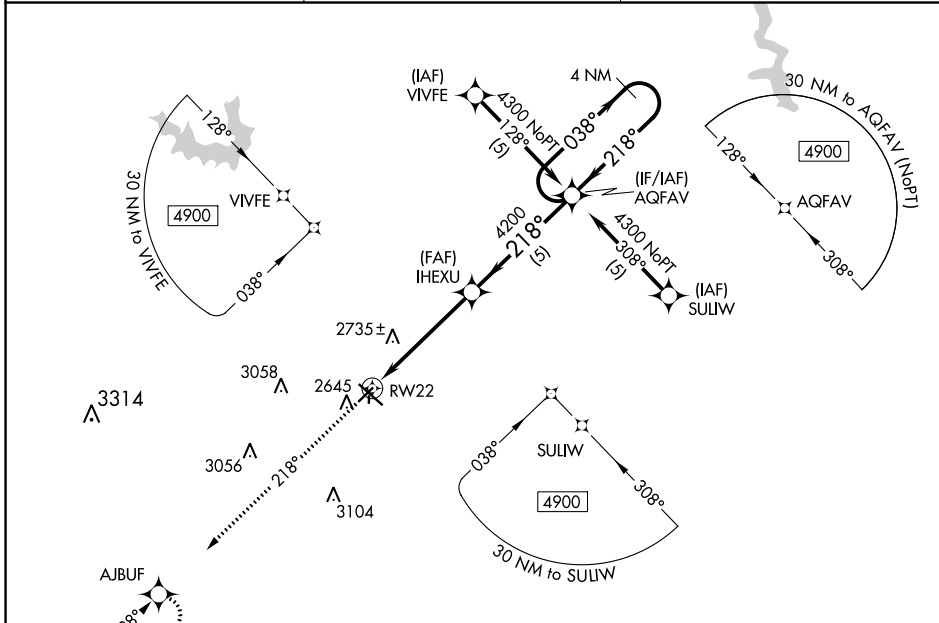 (IAF)
VIVFE
4300 NoPT
128°
(5)
4 NM
038°
218°
(IF/IAF)
AQFAV
4200
218°
(5)
4300 NoPT
308°
(5)
(IAF)
SULIW
(FAF)
IHEXU
128°
VIVFE
4900
038°
30 NM to VIVFE
30 NM to AQFAV (NoPT)
4900
128°
AQFAV
308°
2735±
3058
2645
RW22
3314
3056
218°
3104
SULIW
038°
4900
308°
30 NM to SULIW
AJBUF